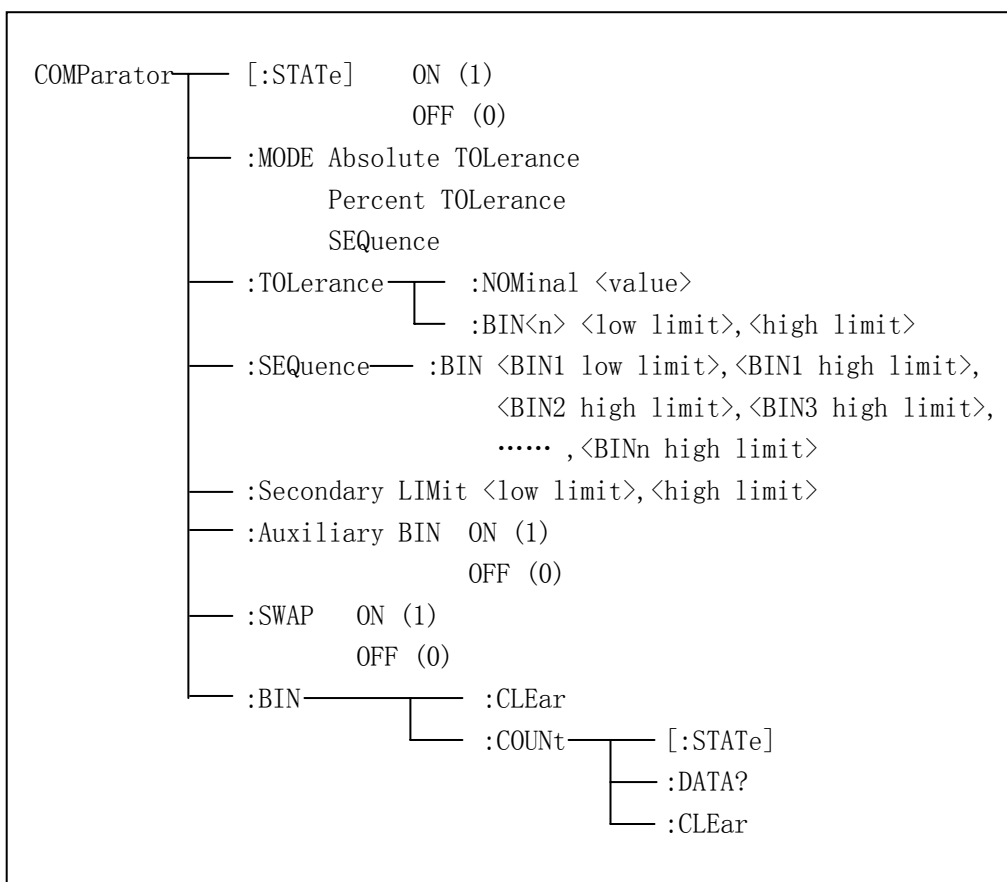 COMParator [:STATe] ON (1)
OFF (0)
:MODE Absolute TOLerance
Percent TOLerance
SEQuence
:TOLerance :NOMinal <value>
:BIN<n> <low limit>,<high limit>
:SEQuence :BIN <BIN1 low limit>,<BIN1 high limit>,
<BIN2 high limit>,<BIN3 high limit>,
…… ,<BINn high limit>
:Secondary LIMit <low limit>,<high limit>
:Auxiliary BIN ON (1)
OFF (0)
:SWAP ON (1)
OFF (0)
:BIN :CLEar
:COUNt [:STATe]
:DATA?
:CLEar